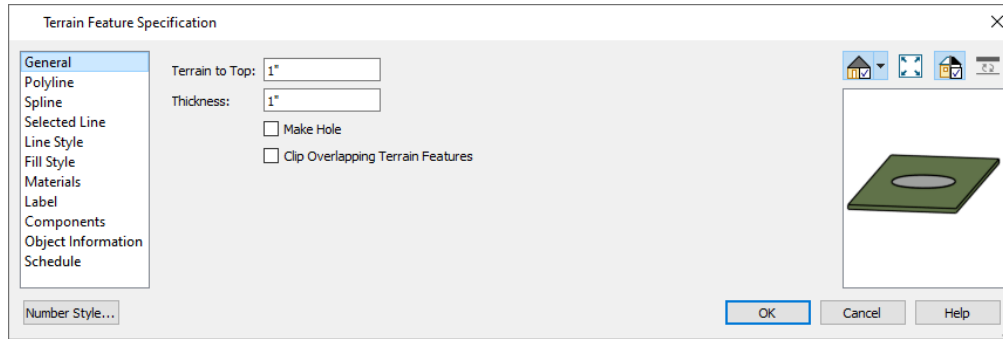 Terrain Feature Specification
General
Polyline
Spline
Selected Line
Line Style
Fill Style
Materials
Label
Components
Object Information
Schedule
Terrain to Top: 1"
Thickness: 1"
Make Hole
Clip Overlapping Terrain Features
Number Style...
OK
Cancel
Help